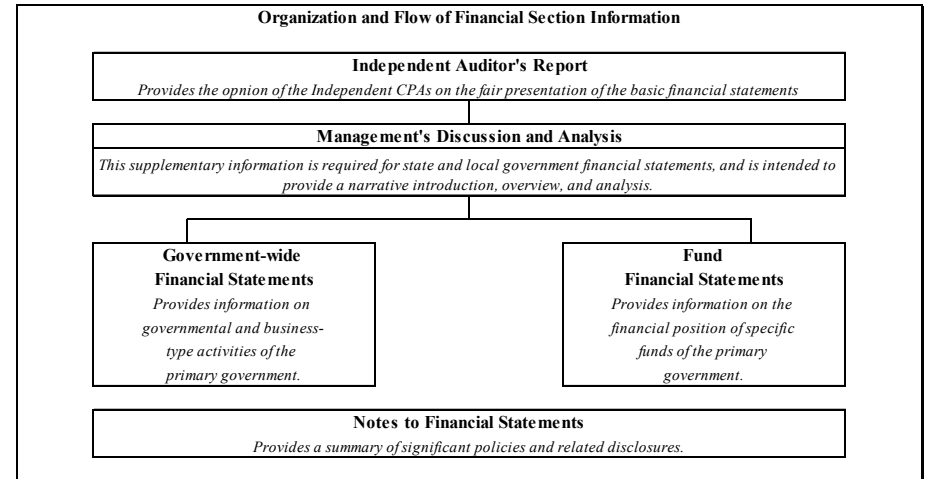 Organization and Flow of Financial Section Information
Independent Auditor's Report
Provides the opnion of the Independent CPAs on the fair presentation of the basic financial statements
Management's Discussion and Analysis
This supplementary information is required for state and local government financial statements, and is intended to
provide a narrative introduction, overview, and analysis.
Government-wide
Financial Statements
Provides information on
governmental and business-
type activities of the
primary government.
Fund
Financial Statements
Provides information on the
financial position of specific
funds of the primary
government.
Notes to Financial Statements
Provides a summary of significant policies and related disclosures.